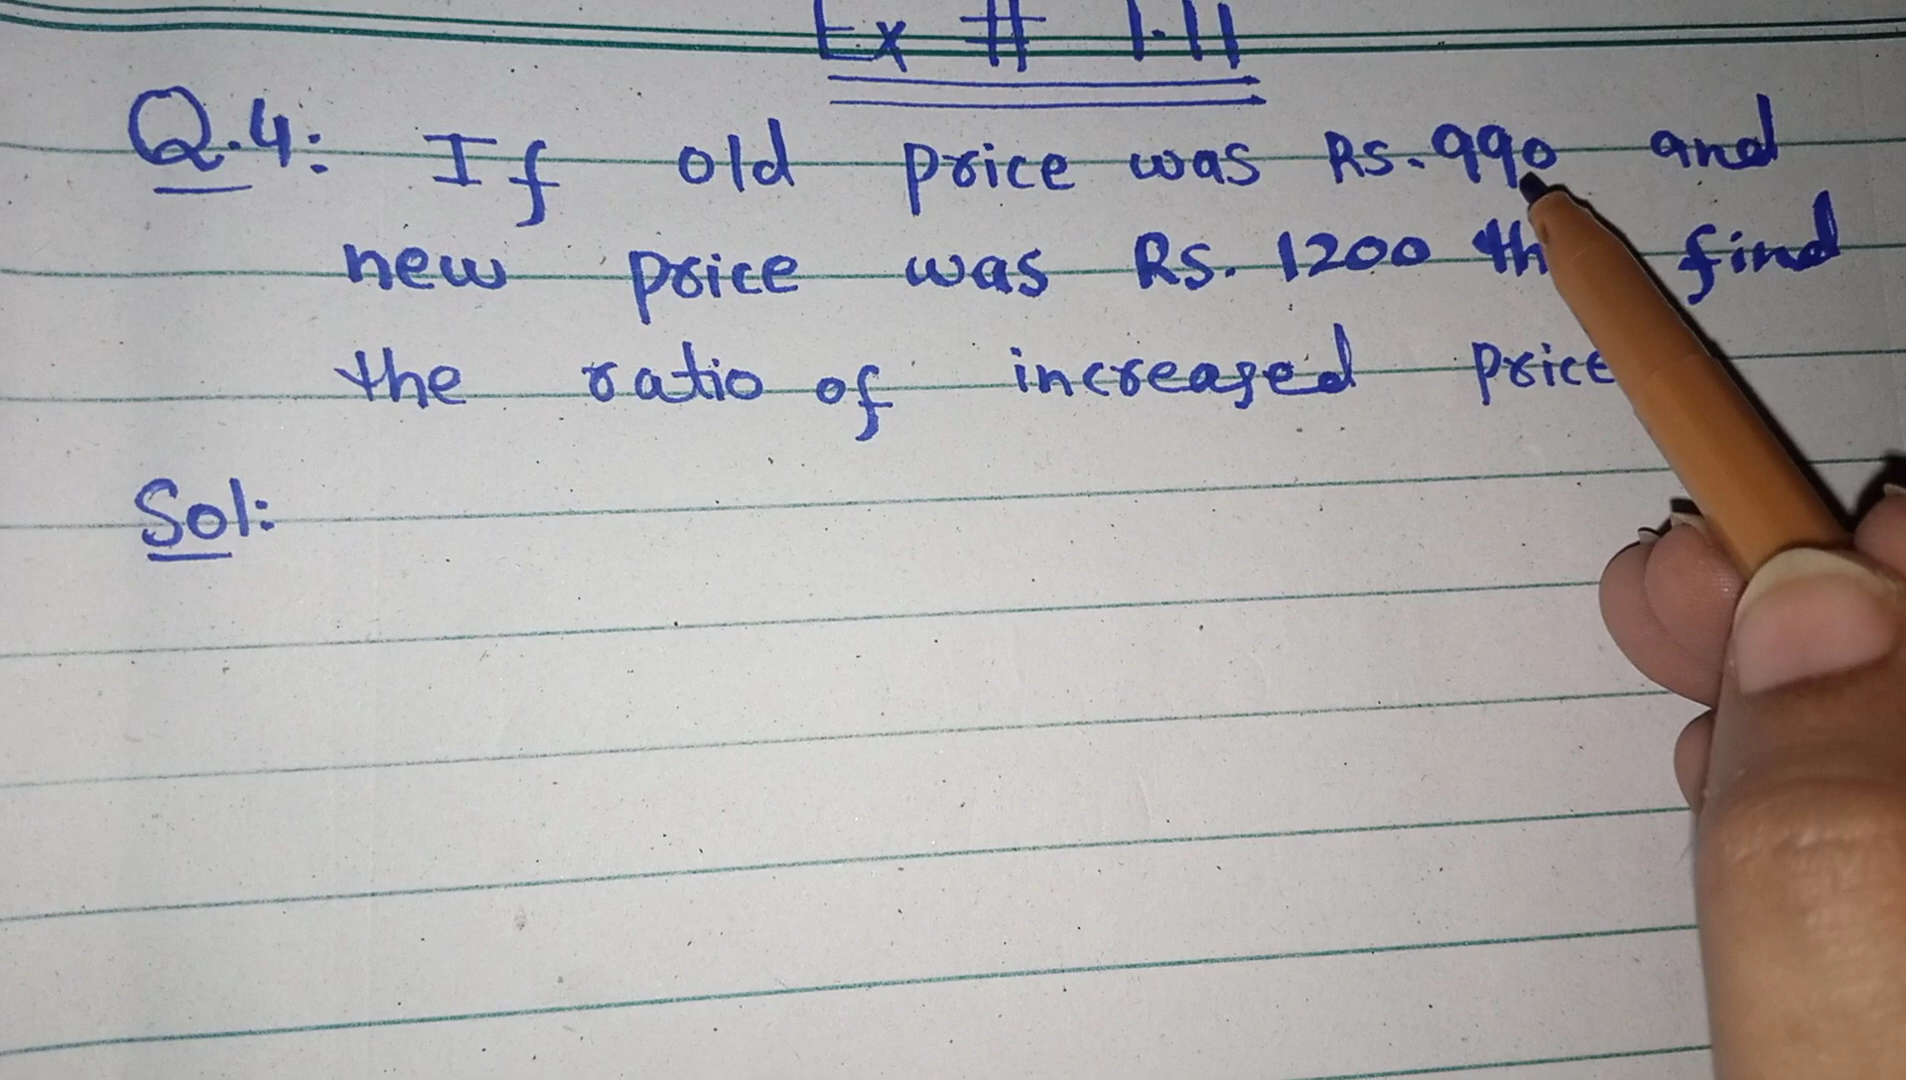 Ex # 1.11
Q.4: If old price was Rs. 990 and
new price was Rs. 1200 find
the ratio of increased price
Sol: